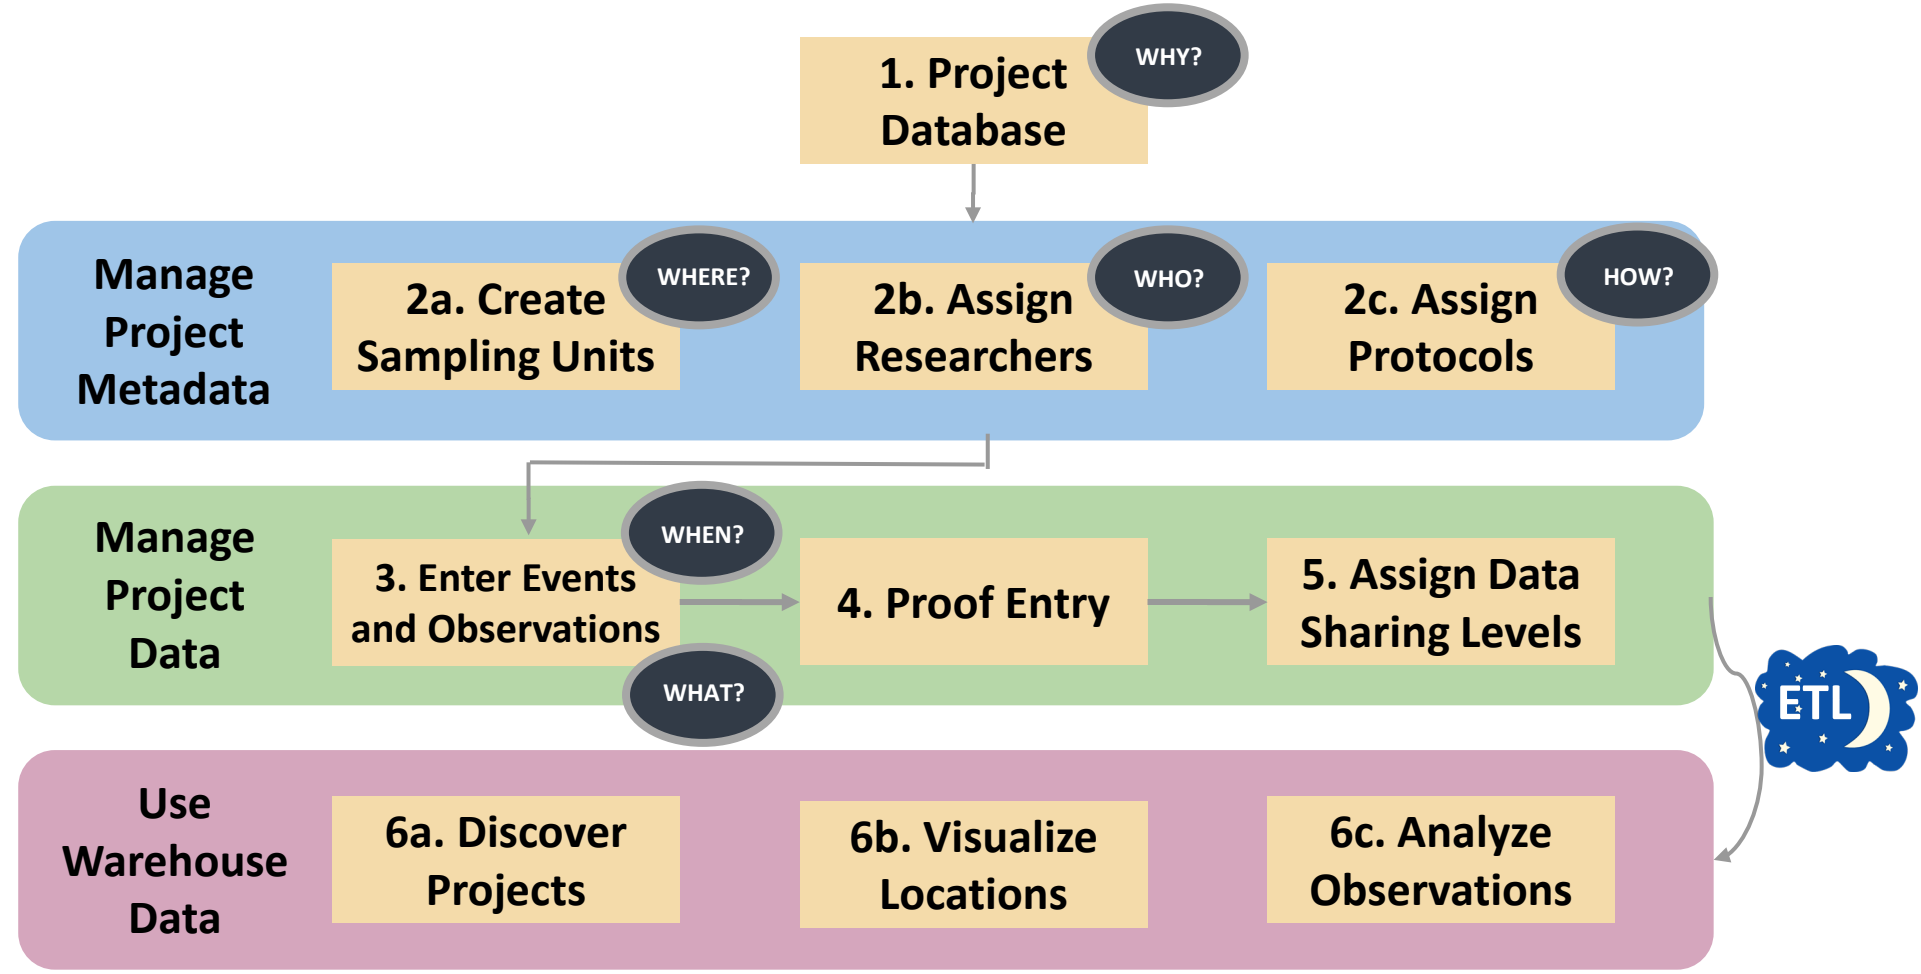 1. Project
Database
WHY?
Manage
Project
Metadata
2a. Create
Sampling Units
WHERE?
2b. Assign
Researchers
WHO?
2c. Assign
Protocols
HOW?
Manage
Project
Data
3. Enter Events
and Observations
WHEN?
WHAT?
4. Proof Entry
5. Assign Data
Sharing Levels
ETL
Use
Warehouse
Data
6a. Discover
Projects
6b. Visualize
Locations
6c. Analyze
Observations